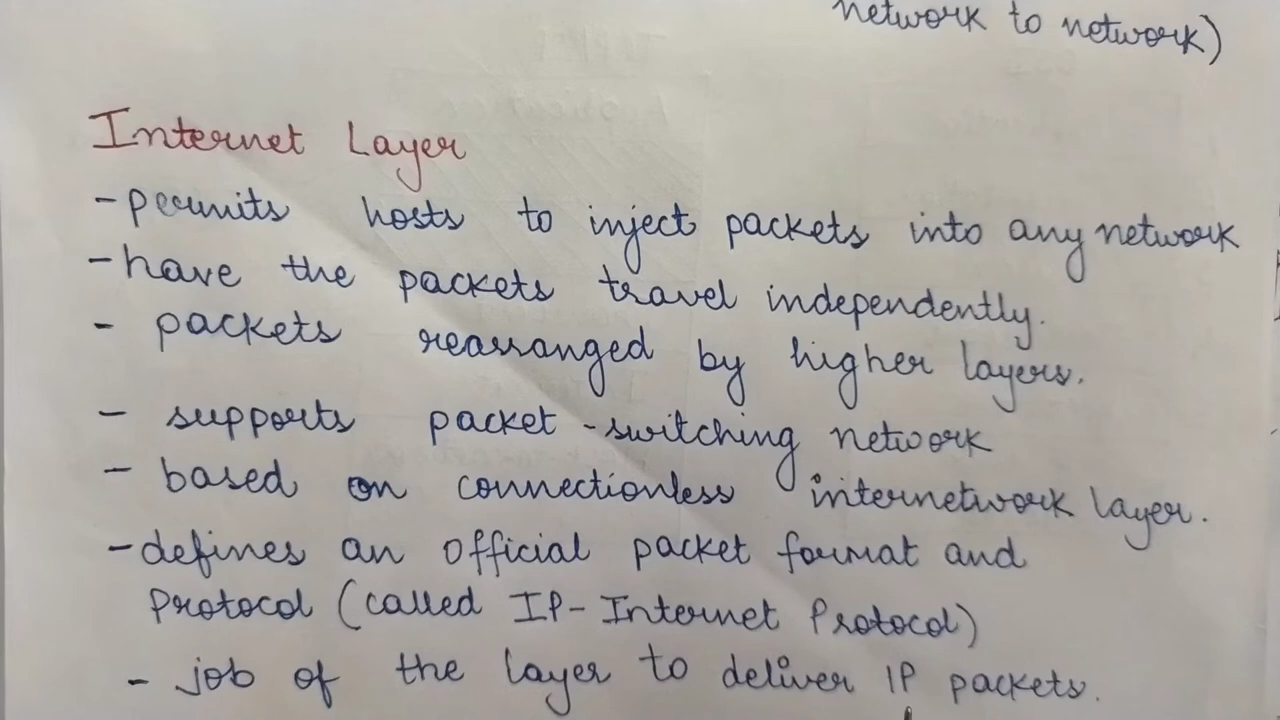 network to network)
Internet Layer
- permits hosts to inject packets into any network
- have the packets travel independently.
- packets rearranged by higher layers.
- supports packet-switching network
- based on connectionless internetwork layer.
- defines an official packet format and
protocol (called IP-Internet Protocol)
- job of the layer to deliver IP packets.